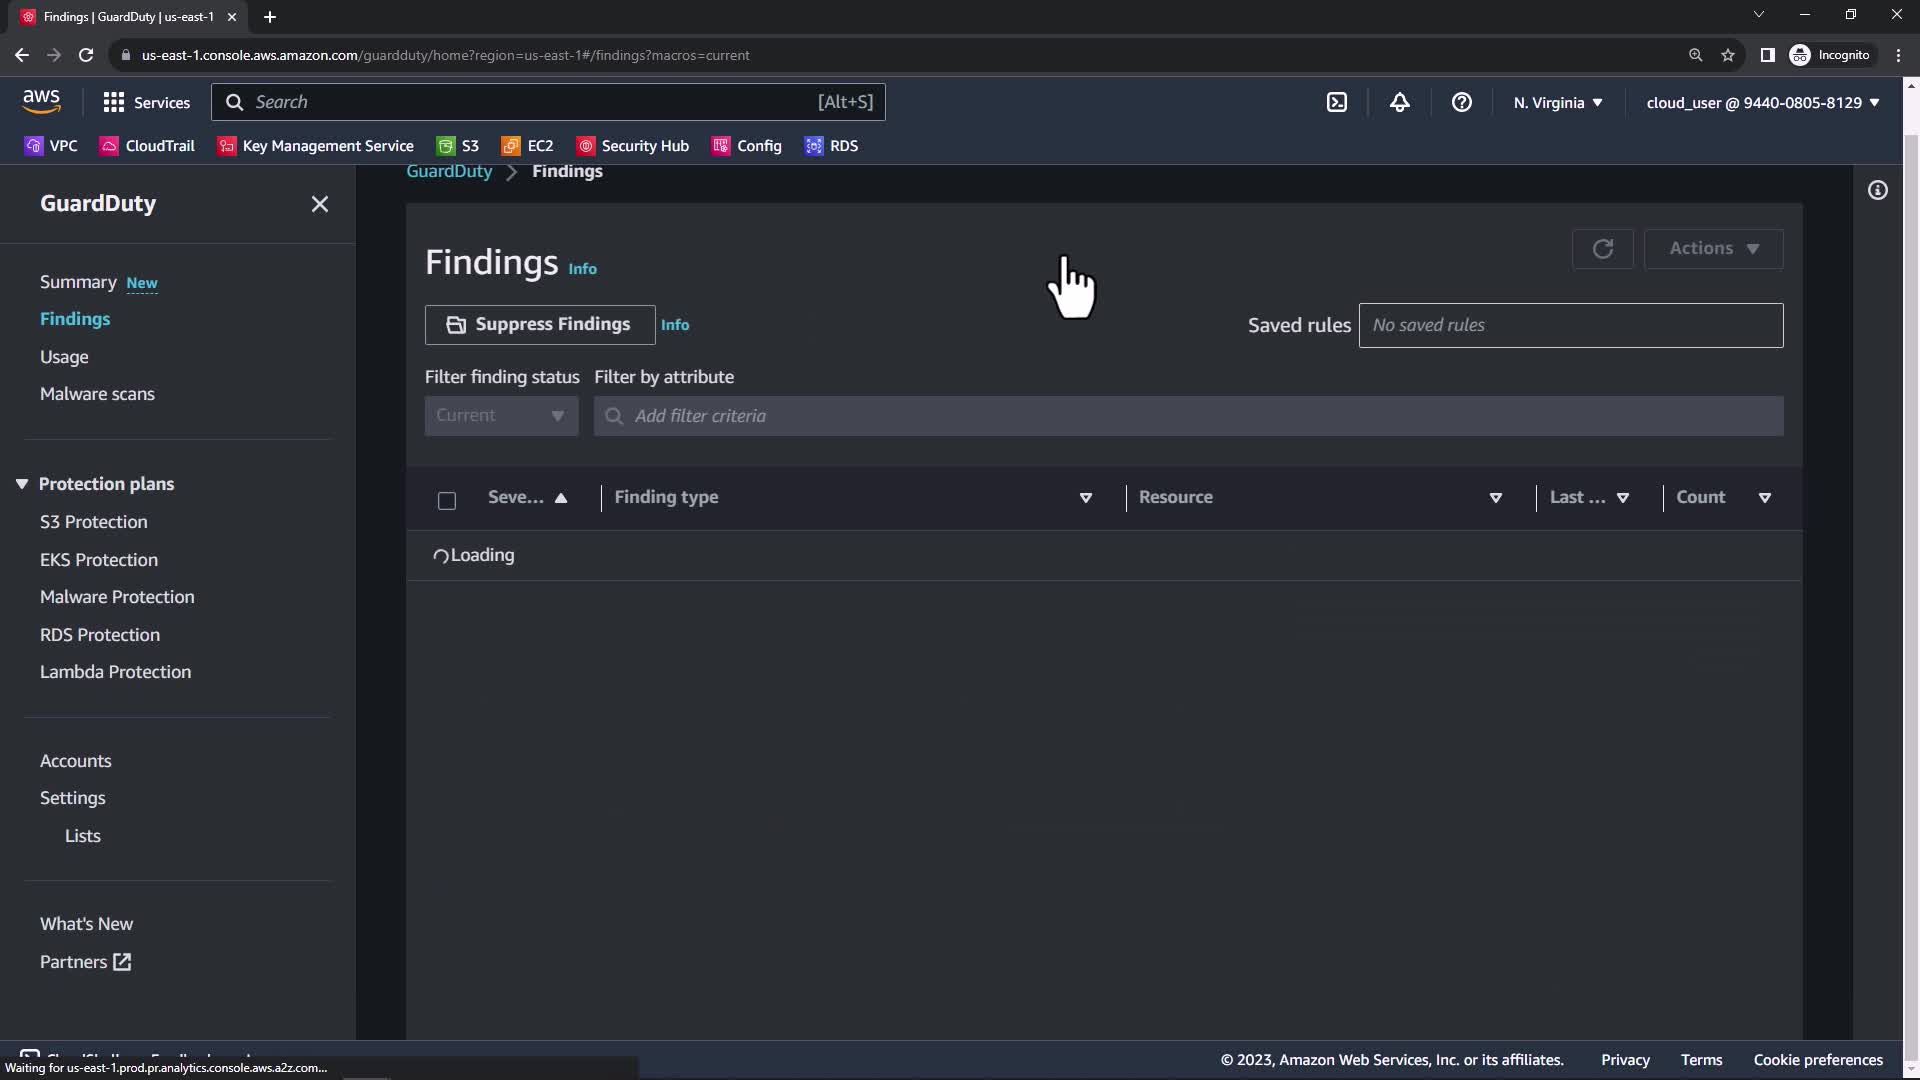 Findings | GuardDuty | us-east-1
us-east-1.console.aws.amazon.com/guardduty/home?region=us-east-1#/findings?macros=current
Incognito
aws
Services
Search
[Alt+S]
N. Virginia
cloud_user @ 9440-0805-8129
VPC
CloudTrail
Key Management Service
S3
EC2
Security Hub
Config
RDS
GuardDuty
Summary New
Findings
Usage
Malware scans
Protection plans
S3 Protection
EKS Protection
Malware Protection
RDS Protection
Lambda Protection
Accounts
Settings
Lists
What's New
Partners
GuardDuty > Findings
Findings Info
Actions
Suppress Findings Info
Saved rules
No saved rules
Filter finding status
Filter by attribute
Current
Add filter criteria
Seve...
Finding type
Resource
Last ...
Count
Loading
Waiting for us-east-1.prod.pr.analytics.console.aws.a2z.com...
© 2023, Amazon Web Services, Inc. or its affiliates.
Privacy
Terms
Cookie preferences